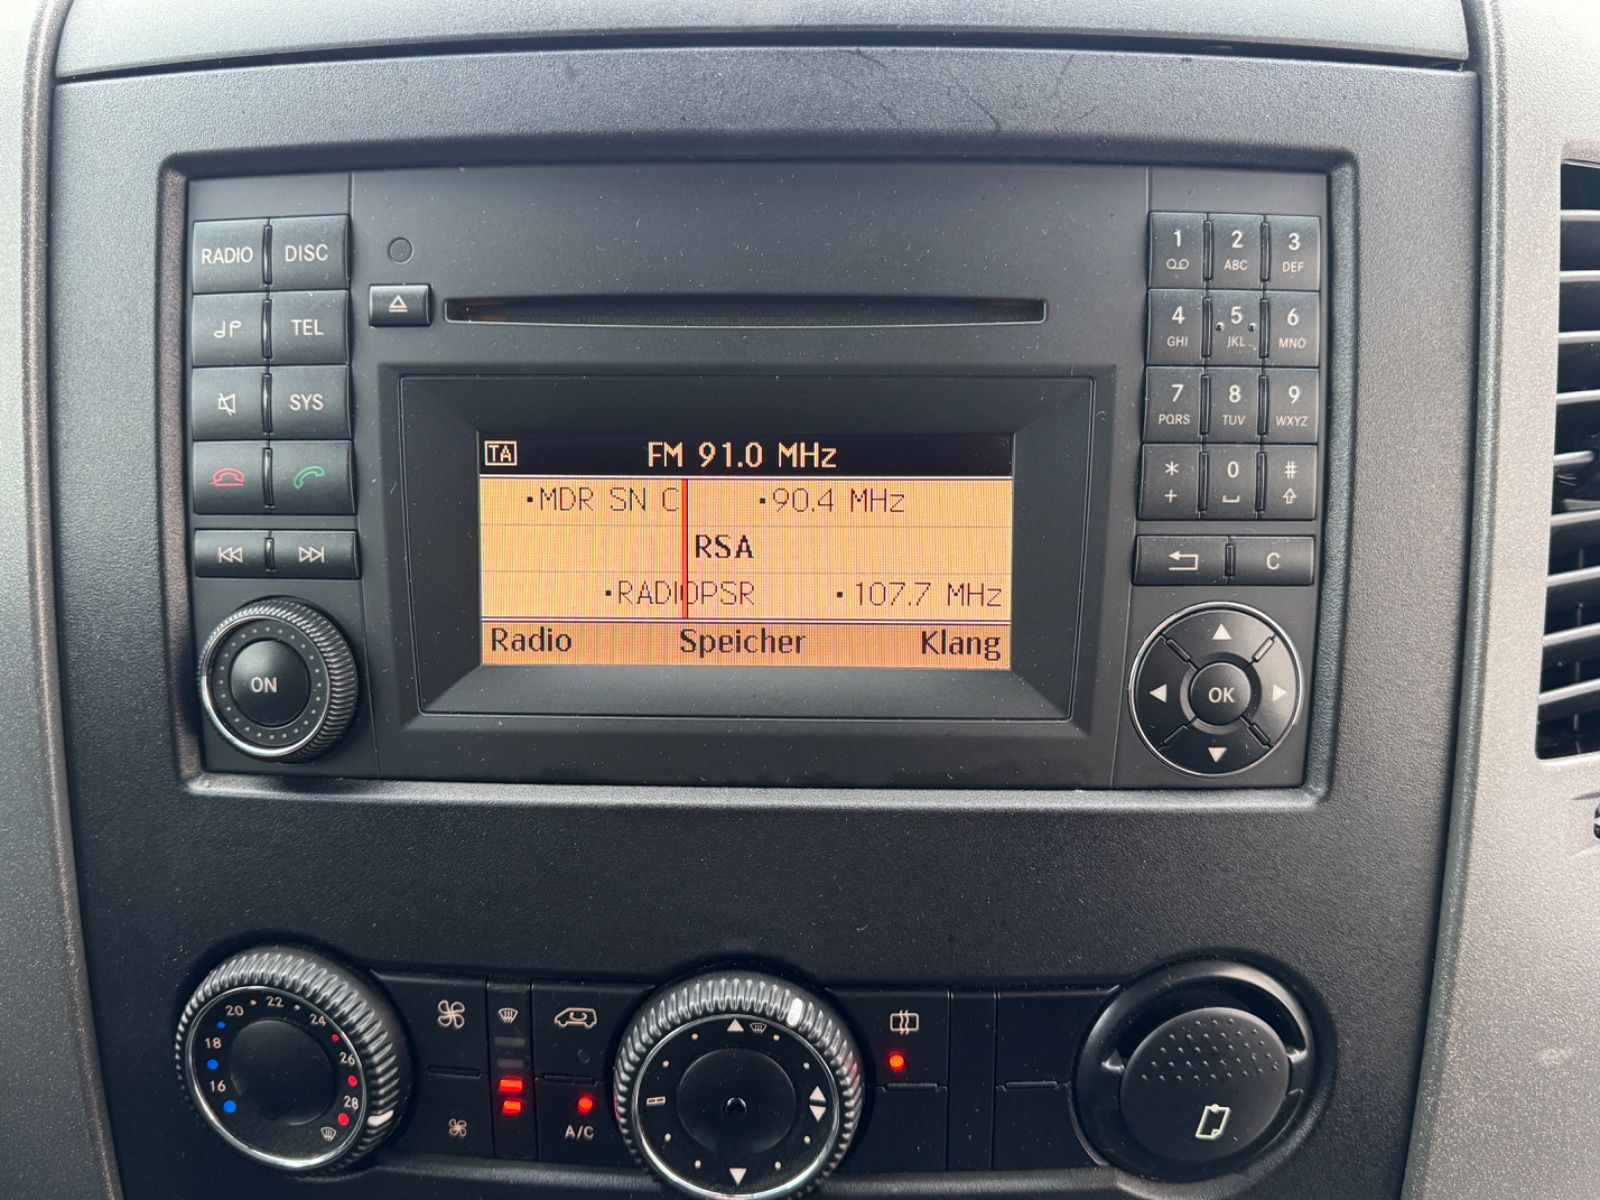 RADIO DISC
TEL
SYS
ON
TA FM 91.0 MHz
·MDR SN C ·90.4 MHz
RSA
·RADIOPSR ·107.7 MHz
Radio Speicher Klang
1 2 3
ABC DEF
4 5 6
GHI JKL MNO
7 8 9
PQRS TUV WXYZ
* 0 #
+
C
OK
16 18 20 22 24 26 28
A/C